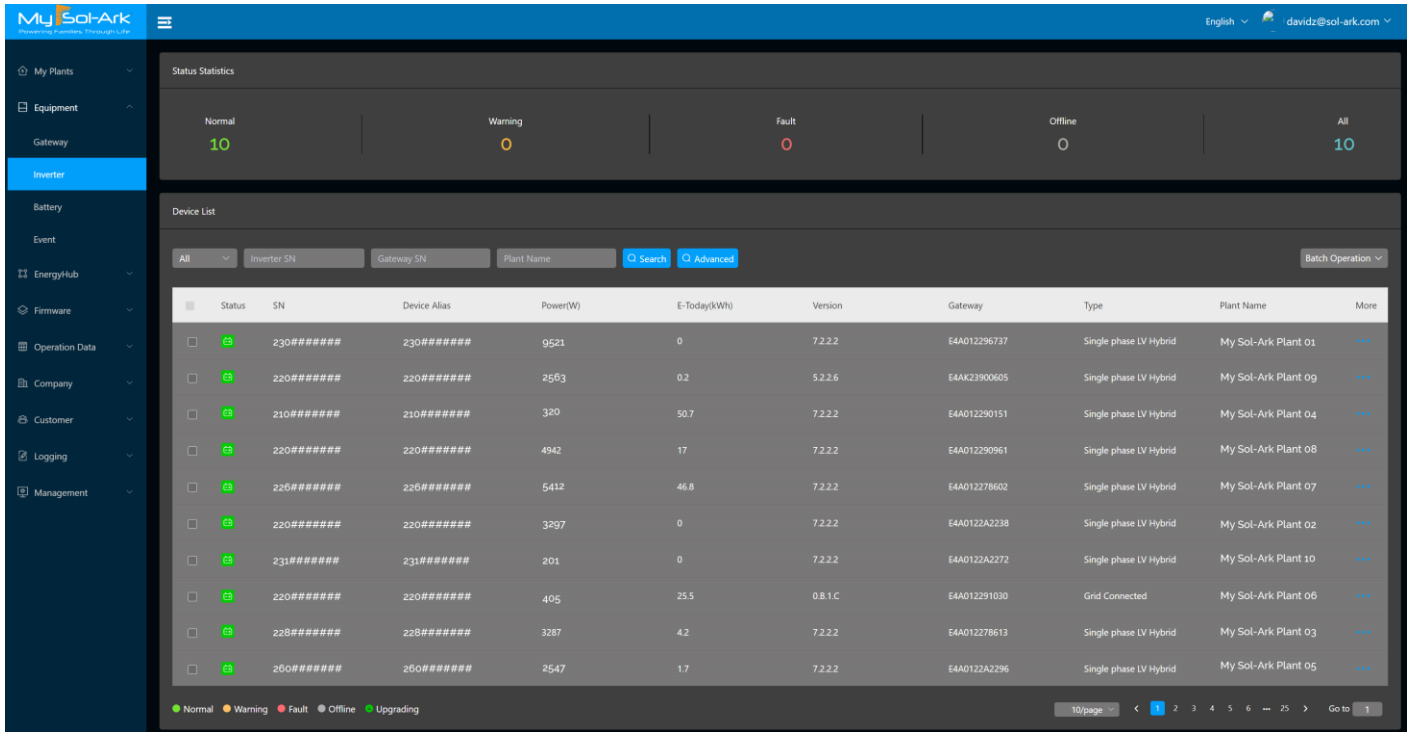 My Sol-Ark
Powering Families Through Life
English
davidz@sol-ark.com
My Plants
Equipment
Gateway
Inverter
Battery
Event
EnergyHub
Firmware
Operation Data
Company
Customer
Logging
Management
Status Statistics
Normal Warning Fault Offline All
10 0 0 0 10
Device List
All Inverter SN Gateway SN Plant Name Search Advanced Batch Operation
Status SN Device Alias Power(W) E-Today(kWh) Version Gateway Type Plant Name More
230####### 230####### 9521 0 7.2.2.2 E4A012296737 Single phase LV Hybrid My Sol-Ark Plant 01
220####### 220####### 2563 0.2 5.2.2.6 E4AK23900605 Single phase LV Hybrid My Sol-Ark Plant 09
210####### 210####### 320 50.7 7.2.2.2 E4A012290151 Single phase LV Hybrid My Sol-Ark Plant 04
220####### 220####### 4942 17 7.2.2.2 E4A012290961 Single phase LV Hybrid My Sol-Ark Plant 08
226####### 226####### 5412 46.8 7.2.2.2 E4A012278602 Single phase LV Hybrid My Sol-Ark Plant 07
220####### 220####### 3297 0 7.2.2.2 E4A0122A2238 Single phase LV Hybrid My Sol-Ark Plant 02
231####### 231####### 201 0 7.2.2.2 E4A0122A2272 Single phase LV Hybrid My Sol-Ark Plant 10
220####### 220####### 405 25.5 0.B.1.C E4A012291030 Grid Connected My Sol-Ark Plant 06
228####### 228####### 3287 4.2 7.2.2.2 E4A012278613 Single phase LV Hybrid My Sol-Ark Plant 03
260####### 260####### 2547 1.7 7.2.2.2 E4A0122A2296 Single phase LV Hybrid My Sol-Ark Plant 05
Normal Warning Fault Offline Upgrading
10/page 1 2 3 4 5 6 ... 25 Go to 1